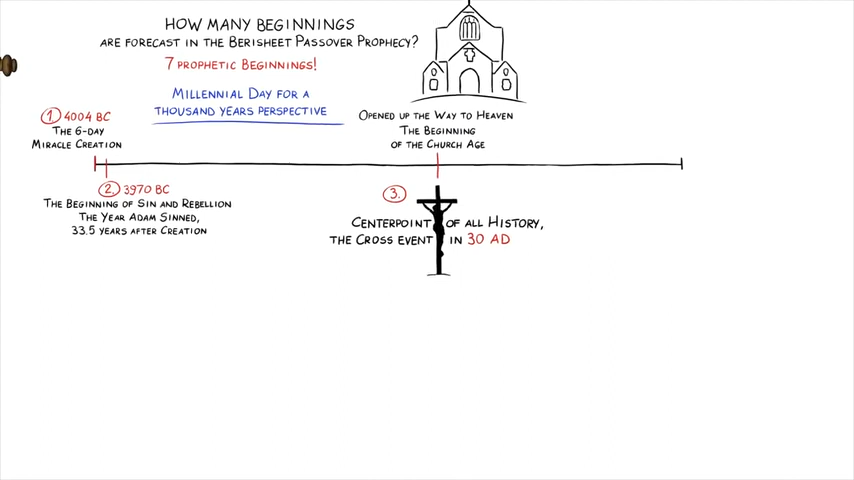 How Many Beginnings
are forecast in the Berisheet Passover Prophecy?
7 prophetic Beginnings!
Millennial Day for a
thousand years perspective
1) 4004 BC
The 6-day
Miracle Creation
Opened up the Way to Heaven
The Beginning
of the Church Age
2. 3970 BC
The Beginning of Sin and Rebellion
The Year Adam Sinned,
33.5 years after Creation
3.
Centerpoint of all History,
the Cross event in 30 AD